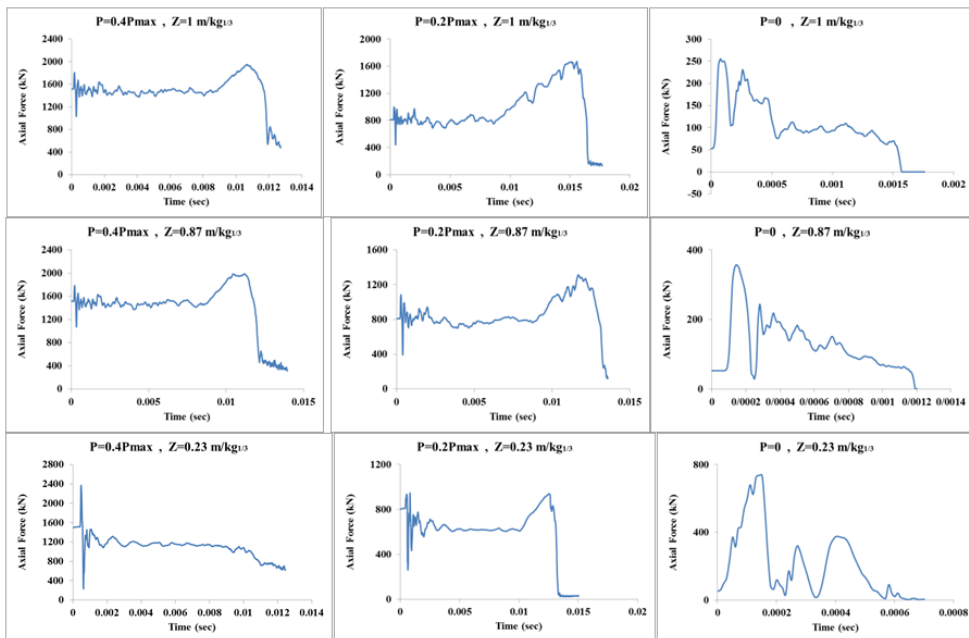 P=0.4Pmax , Z=1 m/kg1/3
Axial Force (kN)
2400
2000
1600
1200
800
400
0
0 0.002 0.004 0.006 0.008 0.01 0.012 0.014
Time (sec)
P=0.2Pmax , Z=1 m/kg1/3
Axial Force (kN)
2000
1600
1200
800
400
0
0 0.005 0.01 0.015 0.02
Time (sec)
P=0 , Z=1 m/kg1/3
Axial Force (kN)
300
250
200
150
100
50
0
-50
0 0.0005 0.001 0.0015 0.002
Time (sec)
P=0.4Pmax , Z=0.87 m/kg1/3
Axial Force (kN)
2400
2000
1600
1200
800
400
0
0 0.005 0.01 0.015
Time (sec)
P=0.2Pmax , Z=0.87 m/kg1/3
Axial Force (kN)
1600
1200
800
400
0
0 0.005 0.01 0.015
Time (sec)
P=0 , Z=0.87 m/kg1/3
Axial Force (kN)
400
200
0
0 0/0002 0/0004 0/0006 0/0008 0/001 0/0012 0/0014
Time (sec)
P=0.4Pmax , Z=0.23 m/kg1/3
Axial Force (kN)
2800
2400
2000
1600
1200
800
400
0
0 0.002 0.004 0.006 0.008 0.01 0.012 0.014
Time (sec)
P=0.2Pmax , Z=0.23 m/kg1/3
Axial Force (kN)
1200
800
400
0
0 0.005 0.01 0.015 0.02
Time (sec)
P=0 , Z=0.23 m/kg1/3
Axial Force (kN)
800
400
0
0 0.0002 0.0004 0.0006 0.0008
Time (sec)